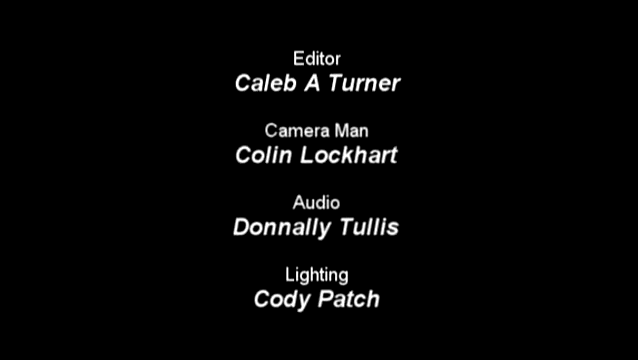 Editor
Caleb A Turner
Camera Man
Colin Lockhart
Audio
Donnally Tullis
Lighting
Cody Patch